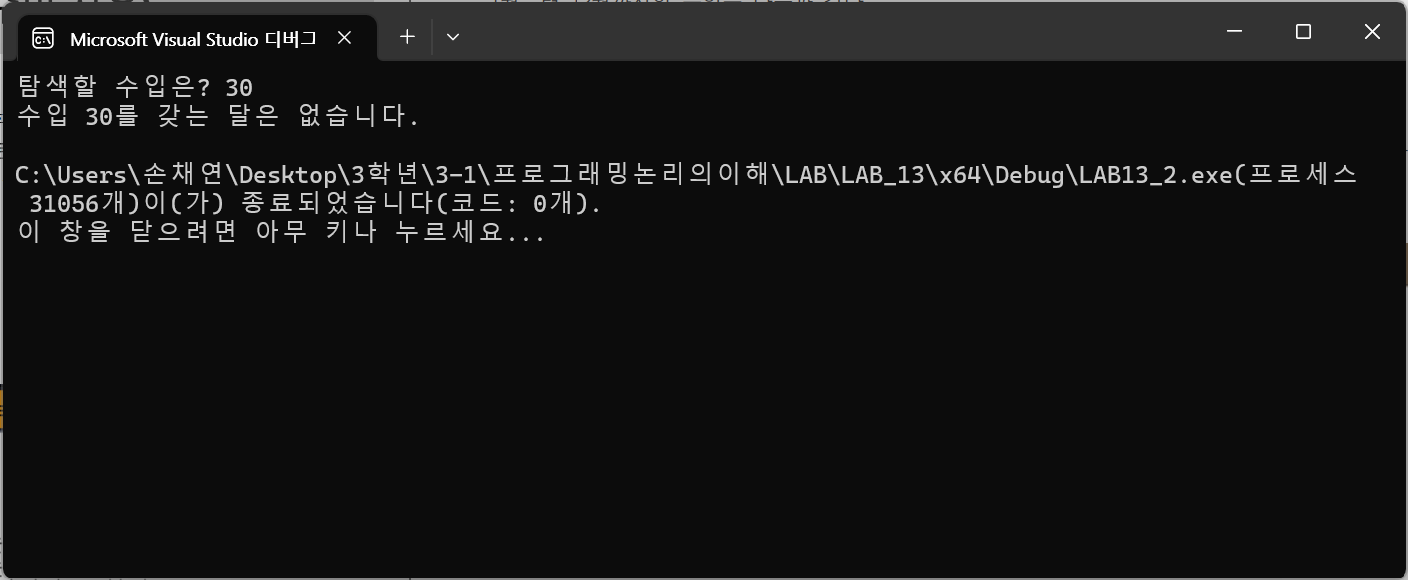 Microsoft Visual Studio 디버그
탐색할 수입은? 30
수입 30를 갖는 달은 없습니다.
C:\Users\손채연\Desktop\3학년\3-1\프로그래밍논리의이해\LAB\LAB_13\x64\Debug\LAB13_2.exe(프로세스
31056개)이(가) 종료되었습니다(코드: 0개).
이 창을 닫으려면 아무 키나 누르세요...